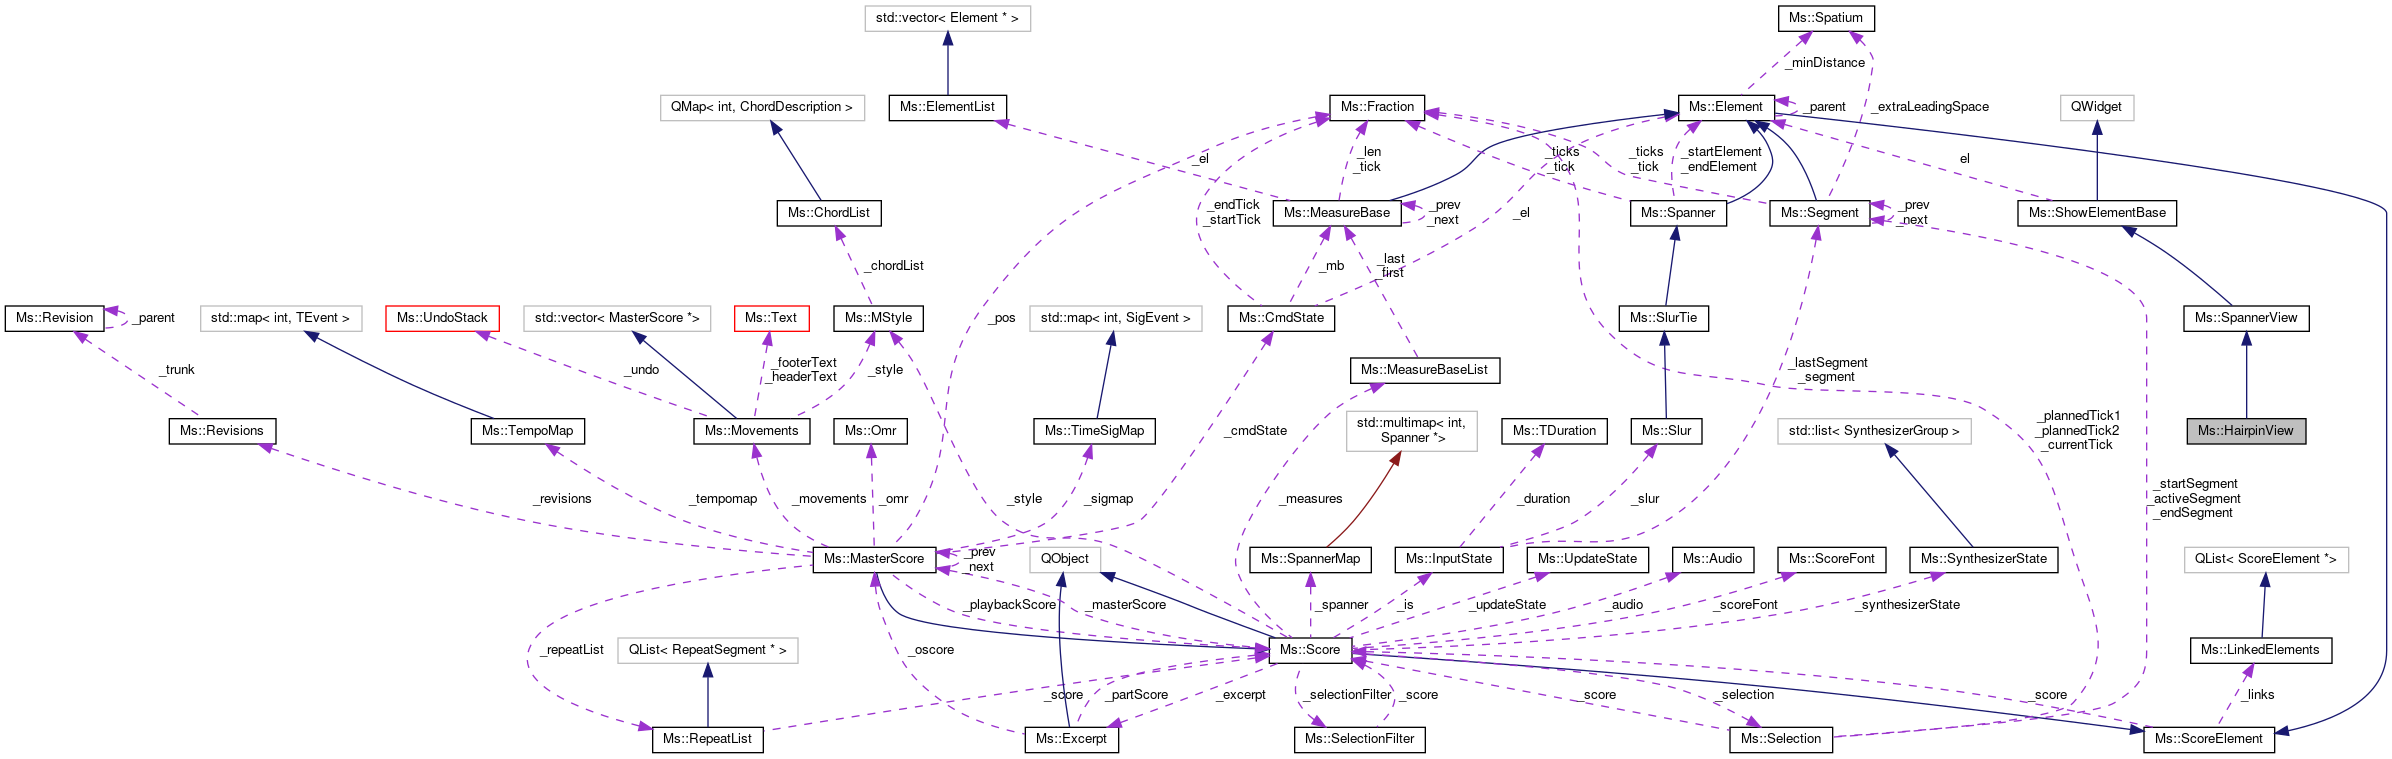 std::vector< Element * >
Ms::Spatium
_minDistance
QMap< int, ChordDescription >
Ms::ElementList
Ms::Fraction
Ms::Element
_parent
_extraLeadingSpace
QWidget
_el
_len
_tick
_ticks
_tick
_startElement
_endElement
_ticks
_tick
el
Ms::ChordList
_endTick
_startTick
Ms::MeasureBase
_prev
_next
_el
Ms::Spanner
Ms::Segment
_prev
_next
Ms::ShowElementBase
_chordList
_mb
_last
_first
Ms::Revision
_parent
std::map< int, TEvent >
Ms::UndoStack
std::vector< MasterScore *>
Ms::Text
Ms::MStyle
_pos
std::map< int, SigEvent >
Ms::CmdState
Ms::SlurTie
Ms::SpannerView
_trunk
_undo
_footerText
_headerText
_style
Ms::MeasureBaseList
_lastSegment
_segment
Ms::Revisions
Ms::TempoMap
Ms::Movements
Ms::Omr
Ms::TimeSigMap
_cmdState
std::multimap< int,
Spanner *>
Ms::TDuration
Ms::Slur
std::list< SynthesizerGroup >
_plannedTick1
_plannedTick2
_currentTick
Ms::HairpinView
_revisions
_tempomap
_movements
_omr
_style
_sigmap
_measures
_duration
_slur
_startSegment
_activeSegment
_endSegment
Ms::MasterScore
_prev
_next
QObject
Ms::SpannerMap
Ms::InputState
Ms::UpdateState
Ms::Audio
Ms::ScoreFont
Ms::SynthesizerState
QList< ScoreElement *>
_playbackScore
_masterScore
_spanner
_is
_updateState
_audio
_scoreFont
_synthesizerState
_repeatList
QList< RepeatSegment * >
_oscore
Ms::Score
Ms::LinkedElements
_score
_partScore
_excerpt
_selectionFilter
_score
_score
_selection
_score
_links
Ms::RepeatList
Ms::Excerpt
Ms::SelectionFilter
Ms::Selection
Ms::ScoreElement